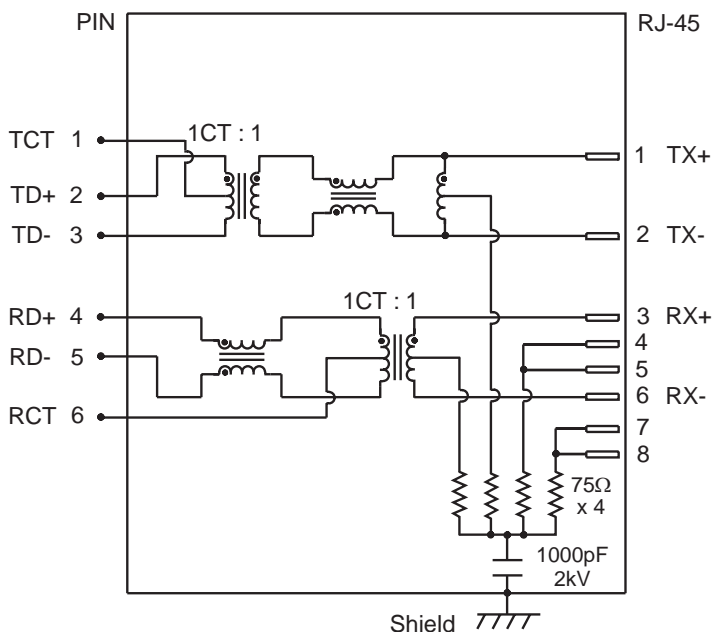 PIN RJ-45
TCT 1 1CT : 1
1 TX+
TD+ 2
TD- 3 2 TX-
1CT : 1
RD+ 4 3 RX+
4
RD- 5 5
6 RX-
RCT 6
7
8
75Ω
x 4
1000pF
2kV
Shield